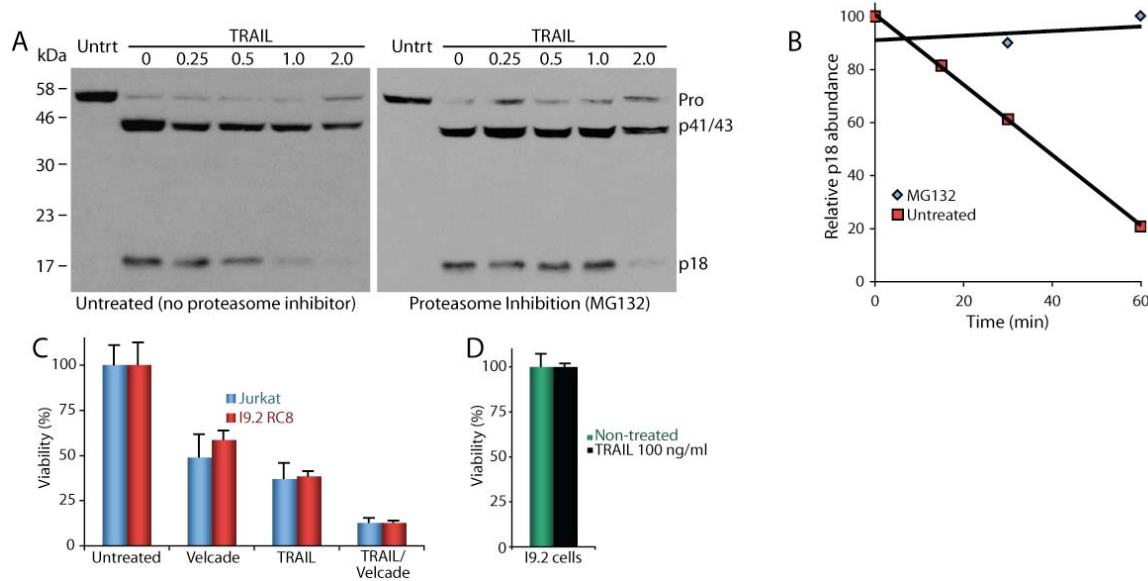 A
TRAIL
TRAIL
kDa
Untrt
0
0.25
0.5
1.0
2.0
Untrt
0
0.25
0.5
1.0
2.0
58
46
30
23
17
Pro
p41/43
p18
Untreated (no proteasome inhibitor)
Proteasome Inhibition (MG132)
B
Relative p18 abundance
100
80
60
40
20
0
MG132
Untreated
0
20
40
60
Time (min)
C
Viability (%)
100
75
50
25
0
Jurkat
I9.2 RC8
Untreated
Velcade
TRAIL
TRAIL/
Velcade
D
Viability (%)
100
75
50
25
0
Non-treated
TRAIL 100 ng/ml
I9.2 cells